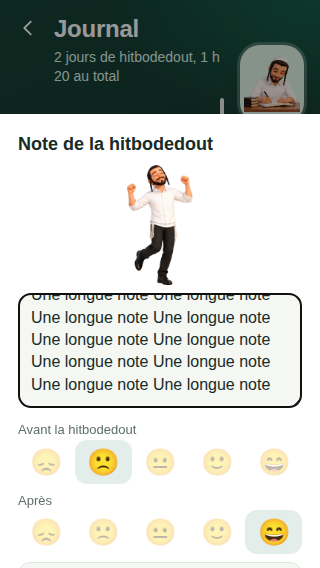 Journal
2 jours de hitbodedout, 1 h
20 au total
Note de la hitbodedout
Une longue note Une longue note
Une longue note Une longue note
Une longue note Une longue note
Une longue note Une longue note
Une longue note Une longue note
Avant la hitbodedout
Après